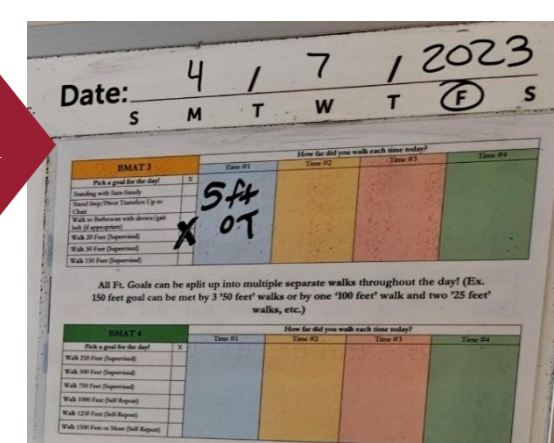 Date: 4 / 7 / 2023
S M T W T F S
BMAT 3
How far did you walk each time today?
Pick a goal for the day! X Time #1 Time #2 Time #3 Time #4
Standing with Sara Steady
Stand Step/Pivot Transfers Up to Chair
Walk to Bathroom with device/gait belt (if appropriate)
Walk 20 Feet (Supervised) X
Walk 50 Feet (Supervised)
Walk 150 Feet (Supervised)
5ft
OT
All Ft. Goals can be split up into multiple separate walks throughout the day! (Ex.
150 feet goal can be met by 3 '50 feet' walks or by one '100 feet' walk and two '25 feet'
walks, etc.)
BMAT 4
How far did you walk each time today?
Pick a goal for the day! X Time #1 Time #2 Time #3 Time #4
Walk 250 Feet (Supervised)
Walk 500 Feet (Supervised)
Walk 750 Feet (Supervised)
Walk 1000 Feet (Self Report)
Walk 1250 Feet (Self Report)
Walk 1500 Feet or More (Self Report)